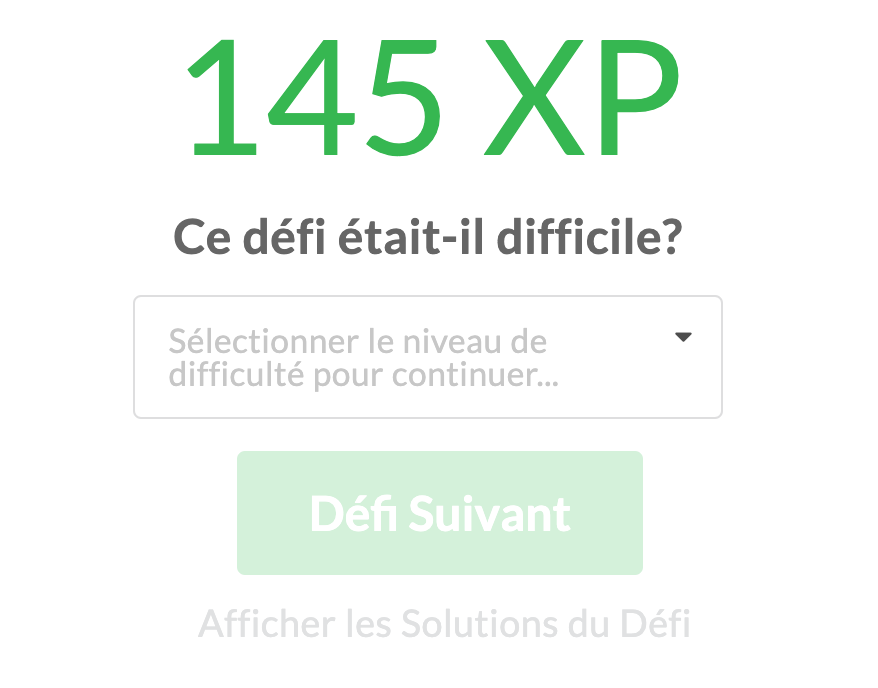 145 XP
Ce défi était-il difficile?
Sélectionner le niveau de
difficulté pour continuer...
Défi Suivant
Afficher les Solutions du Défi